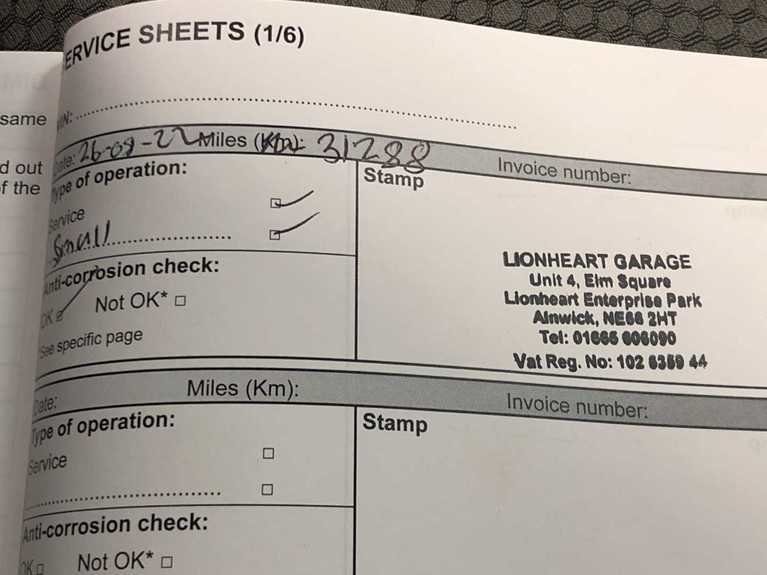 ERVICE SHEETS (1/6)
same
VIN:
Date: 26-08-22 Miles (Km): 31288
Invoice number:
d out
f the
Type of operation:
Stamp
Service
Small
Anti-corrosion check:
OK Not OK*
See specific page
LIONHEART GARAGE
Unit 4, Elm Square
Lionheart Enterprise Park
Alnwick, NE66 2HT
Tel: 01665 606090
Vat Reg. No: 102 6359 44
Date: Miles (Km):
Invoice number:
Type of operation:
Stamp
Service
Anti-corrosion check:
OK Not OK*